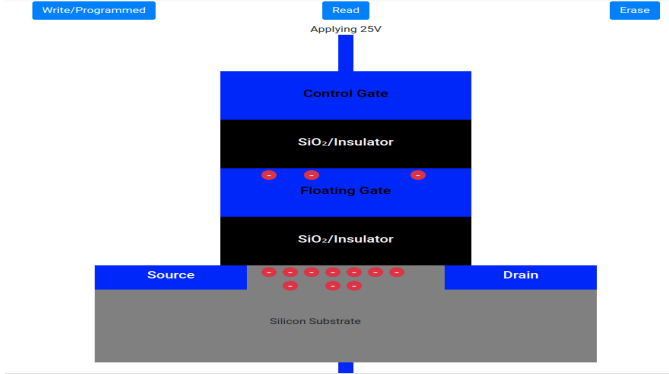 Write/Programmed Read Erase
Applying 25V
Control Gate
SiO₂/Insulator
- - -
Floating Gate
SiO₂/Insulator
Source - - - - - - - Drain
- - -
Silicon Substrate